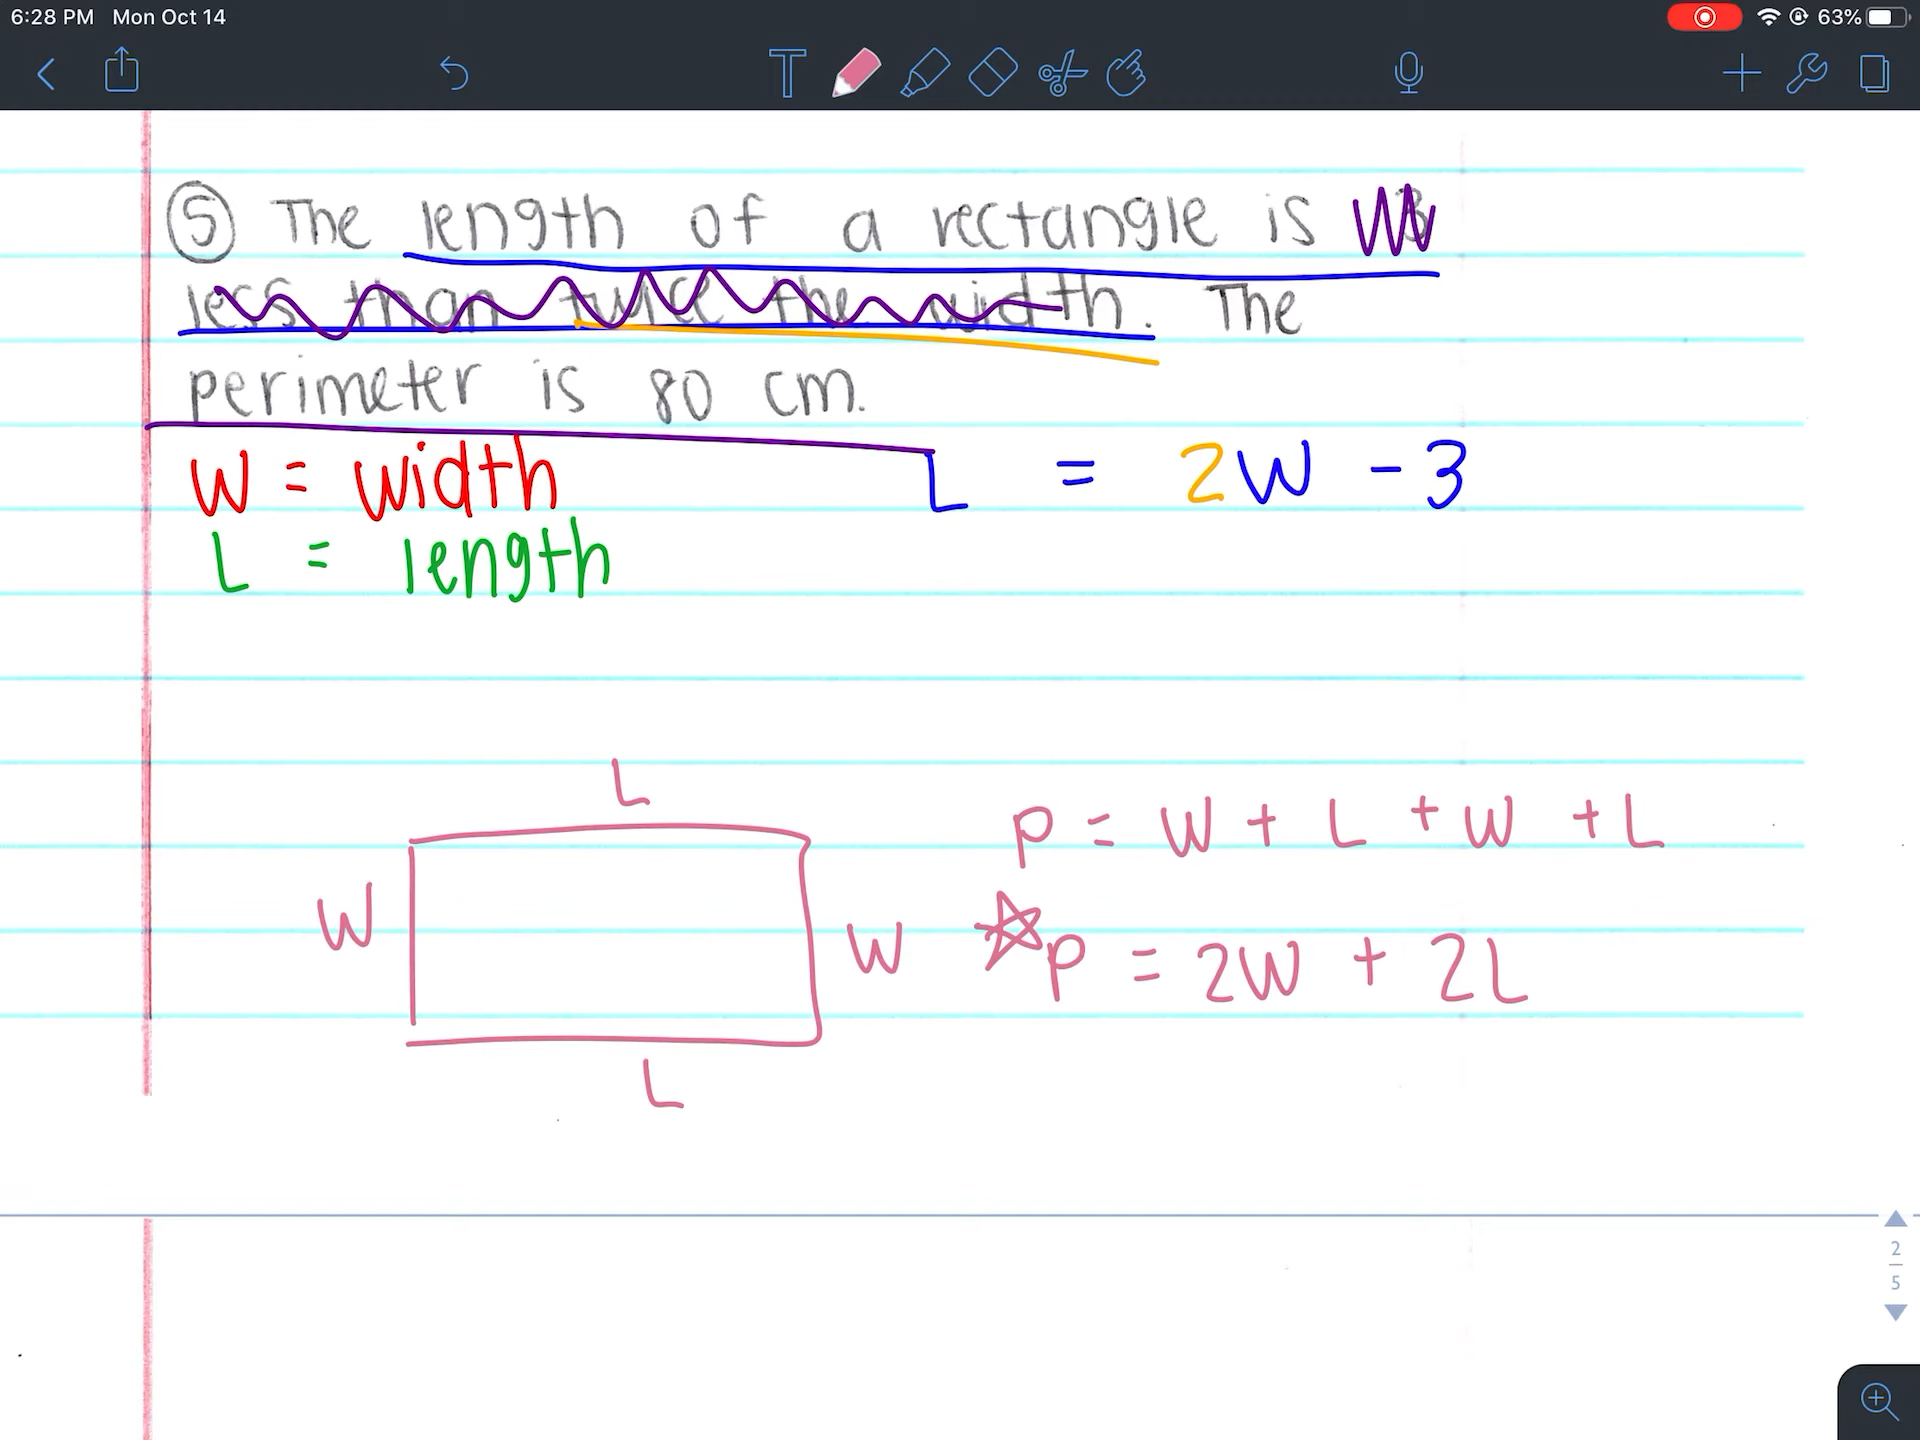 6:28 PM Mon Oct 14
63%
T
5 The length of a rectangle is
less than twice the width. The
perimeter is 80 cm.
W = width
L = 2W - 3
L = length
L
P = W + L + W + L
W
W
P = 2W + 2L
L
2
5